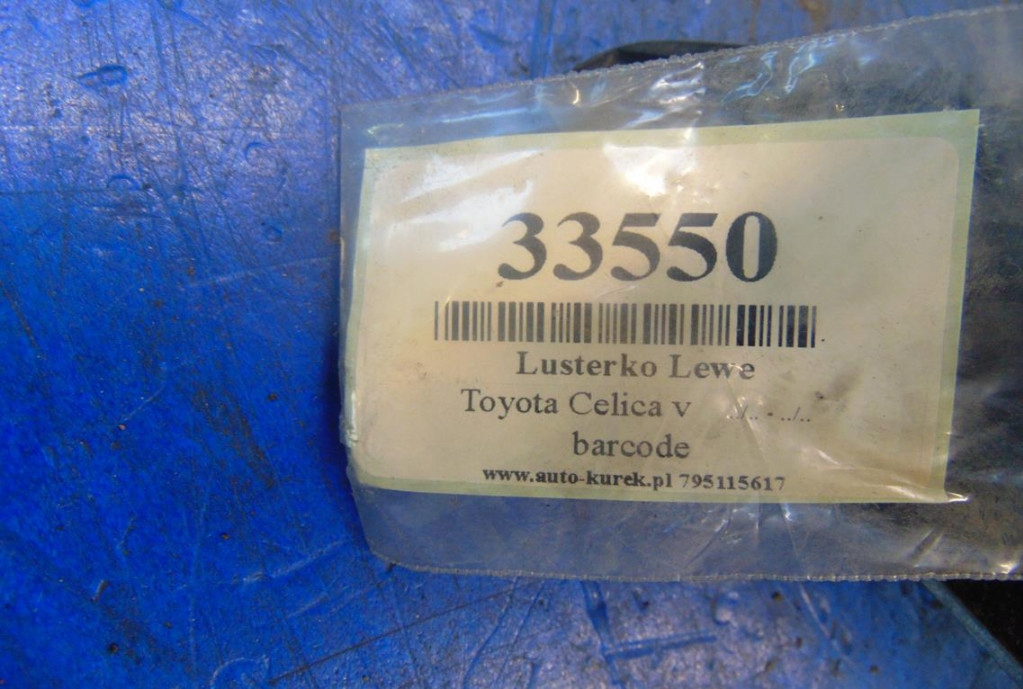 33550
Lusterko Lewe
Toyota Celica v ../.. - ../..
barcode
www.auto-kurek.pl 795115617